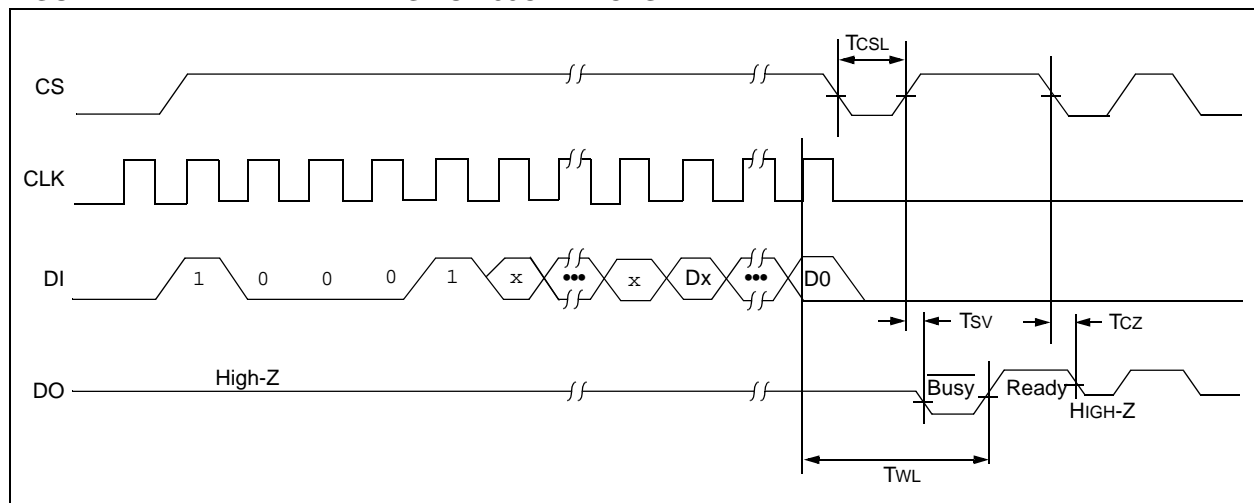 TCSL
CS
CLK
DI 1 0 0 0 1 x ••• x Dx ••• D0
TSV TCZ
High-Z
DO Busy Ready
HIGH-Z
TWL